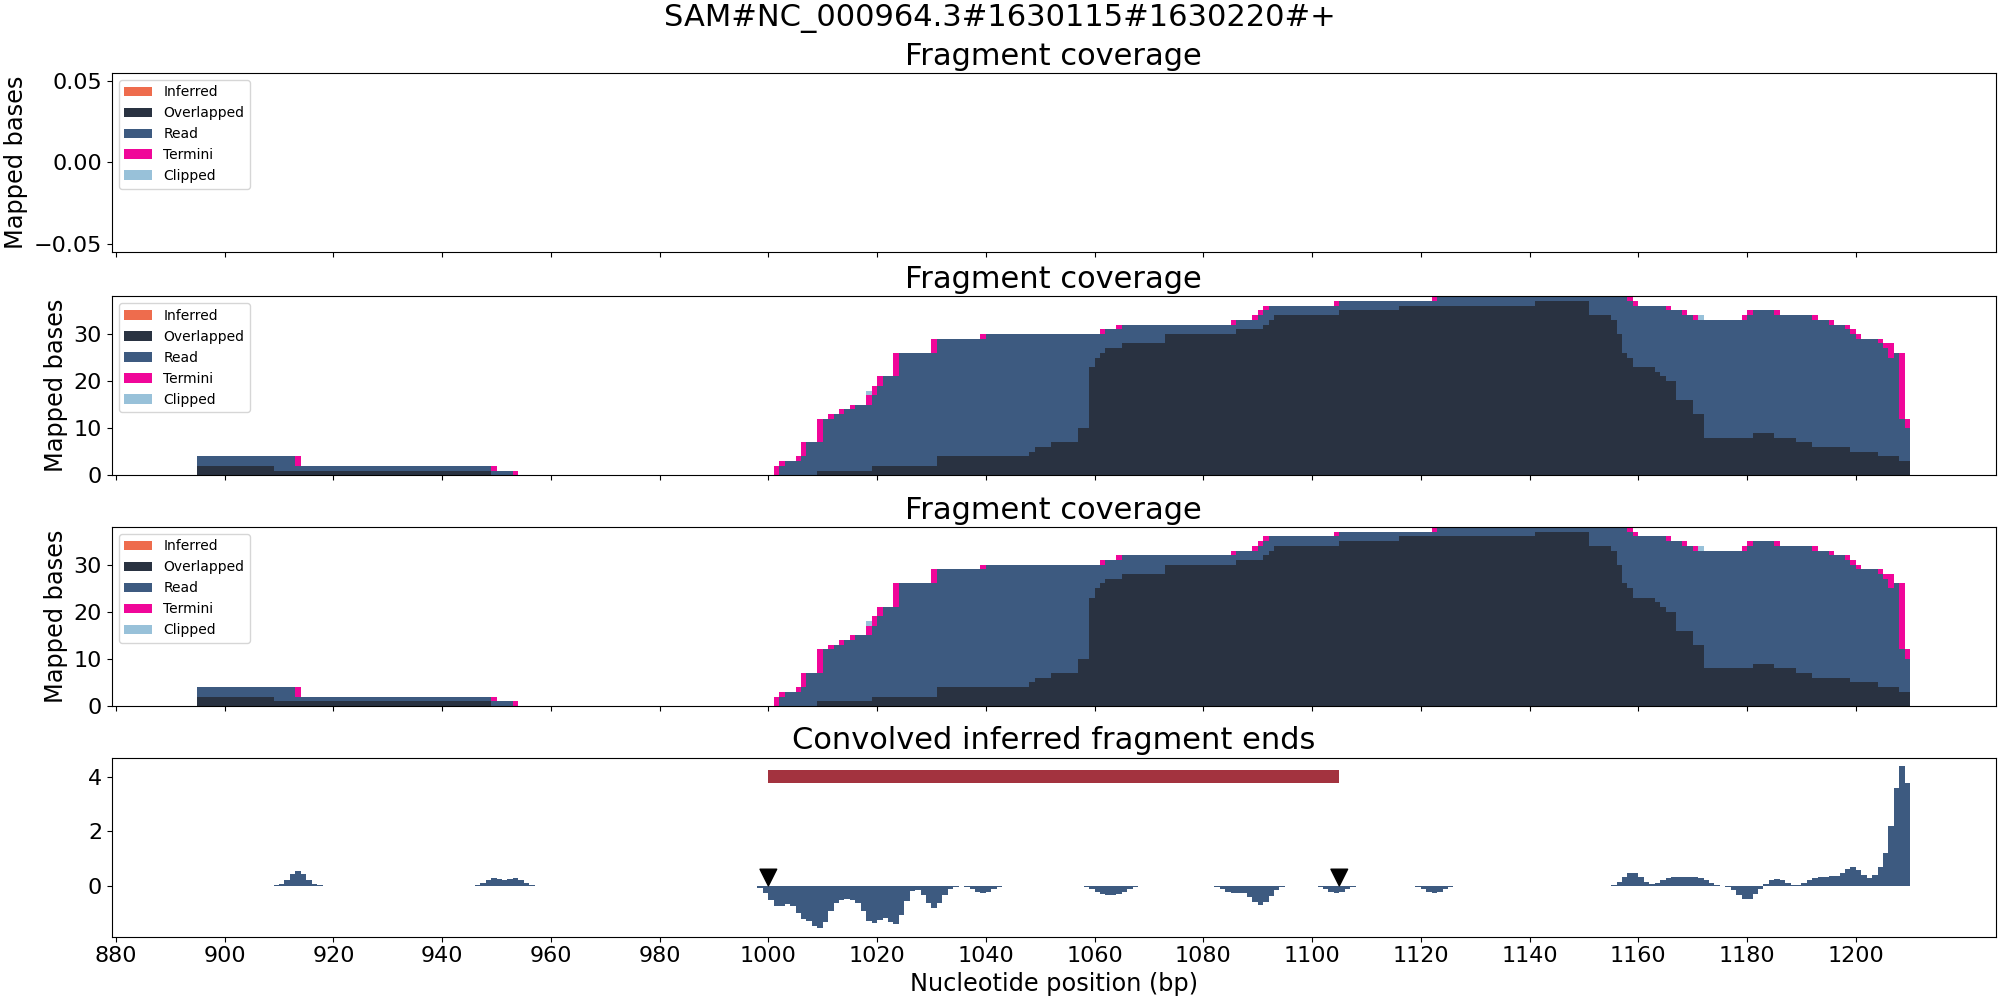 SAM#NC_000964.3#1630115#1630220#+
Fragment coverage
Mapped bases
0.05
0.00
−0.05
Inferred
Overlapped
Read
Termini
Clipped
Fragment coverage
Mapped bases
30
20
10
0
Inferred
Overlapped
Read
Termini
Clipped
Fragment coverage
Mapped bases
30
20
10
0
Inferred
Overlapped
Read
Termini
Clipped
Convolved inferred fragment ends
4
2
0
880 900 920 940 960 980 1000 1020 1040 1060 1080 1100 1120 1140 1160 1180 1200
Nucleotide position (bp)